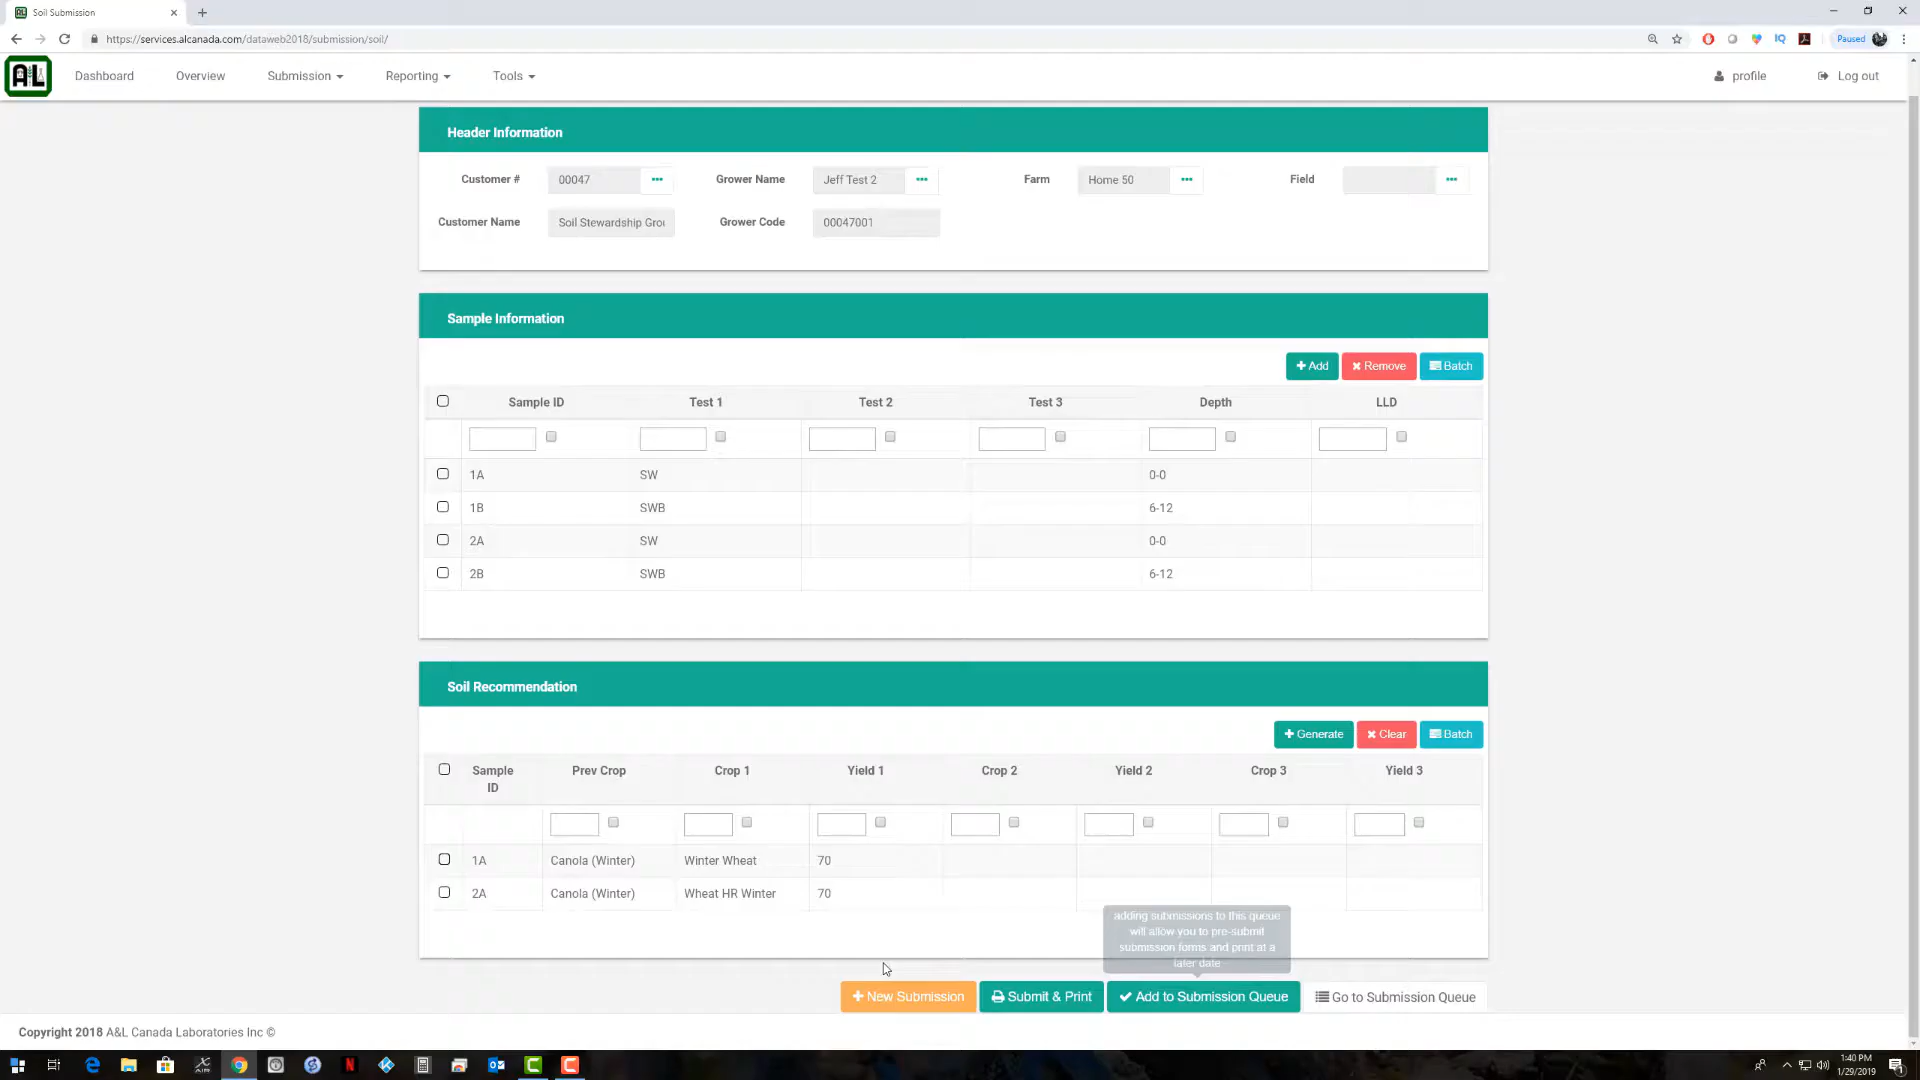 Soil Submission
https://services.alcanada.com/dataweb2018/submission/soil/
Paused
A&L
Dashboard
Overview
Submission
Reporting
Tools
profile
Log out
Header Information
Customer #
00047
Grower Name
Jeff Test 2
Farm
Home 50
Field
Customer Name
Soil Stewardship Grou
Grower Code
00047001
Sample Information
Add
Remove
Batch
Sample ID Test 1 Test 2 Test 3 Depth LLD
1A SW 0-0
1B SWB 6-12
2A SW 0-0
2B SWB 6-12
Soil Recommendation
Generate
Clear
Batch
Sample ID Prev Crop Crop 1 Yield 1 Crop 2 Yield 2 Crop 3 Yield 3
1A Canola (Winter) Winter Wheat 70
2A Canola (Winter) Wheat HR Winter 70
adding submissions to this queue
will allow you to pre-submit
submission forms and print at a
later date
New Submission
Submit & Print
Add to Submission Queue
Go to Submission Queue
Copyright 2018 A&L Canada Laboratories Inc ©
1:40 PM
1/29/2019